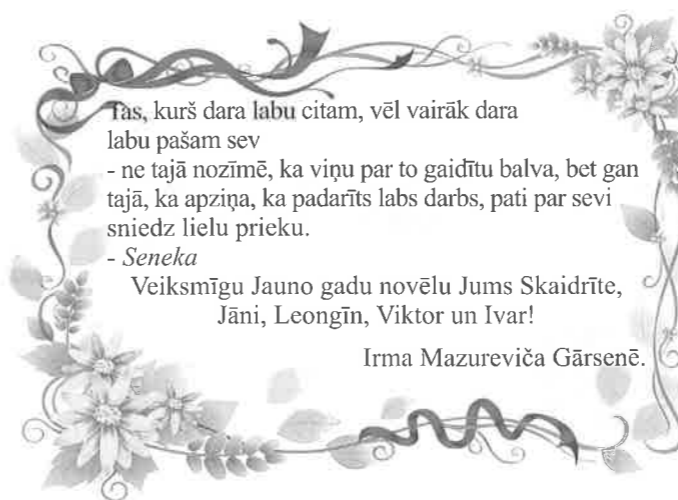 Tas, kurš dara labu citam, vēl vairāk dara
labu pašam sev
- ne tajā nozīmē, ka viņu par to gaidītu balva, bet gan
tajā, ka apziņa, ka padarīts labs darbs, pati par sevi
sniedz lielu prieku.
- Seneka
Veiksmīgu Jauno gadu novēlu Jums Skaidrīte,
Jāni, Leongīn, Viktor un Ivar!
Irma Mazureviča Gārsenē.